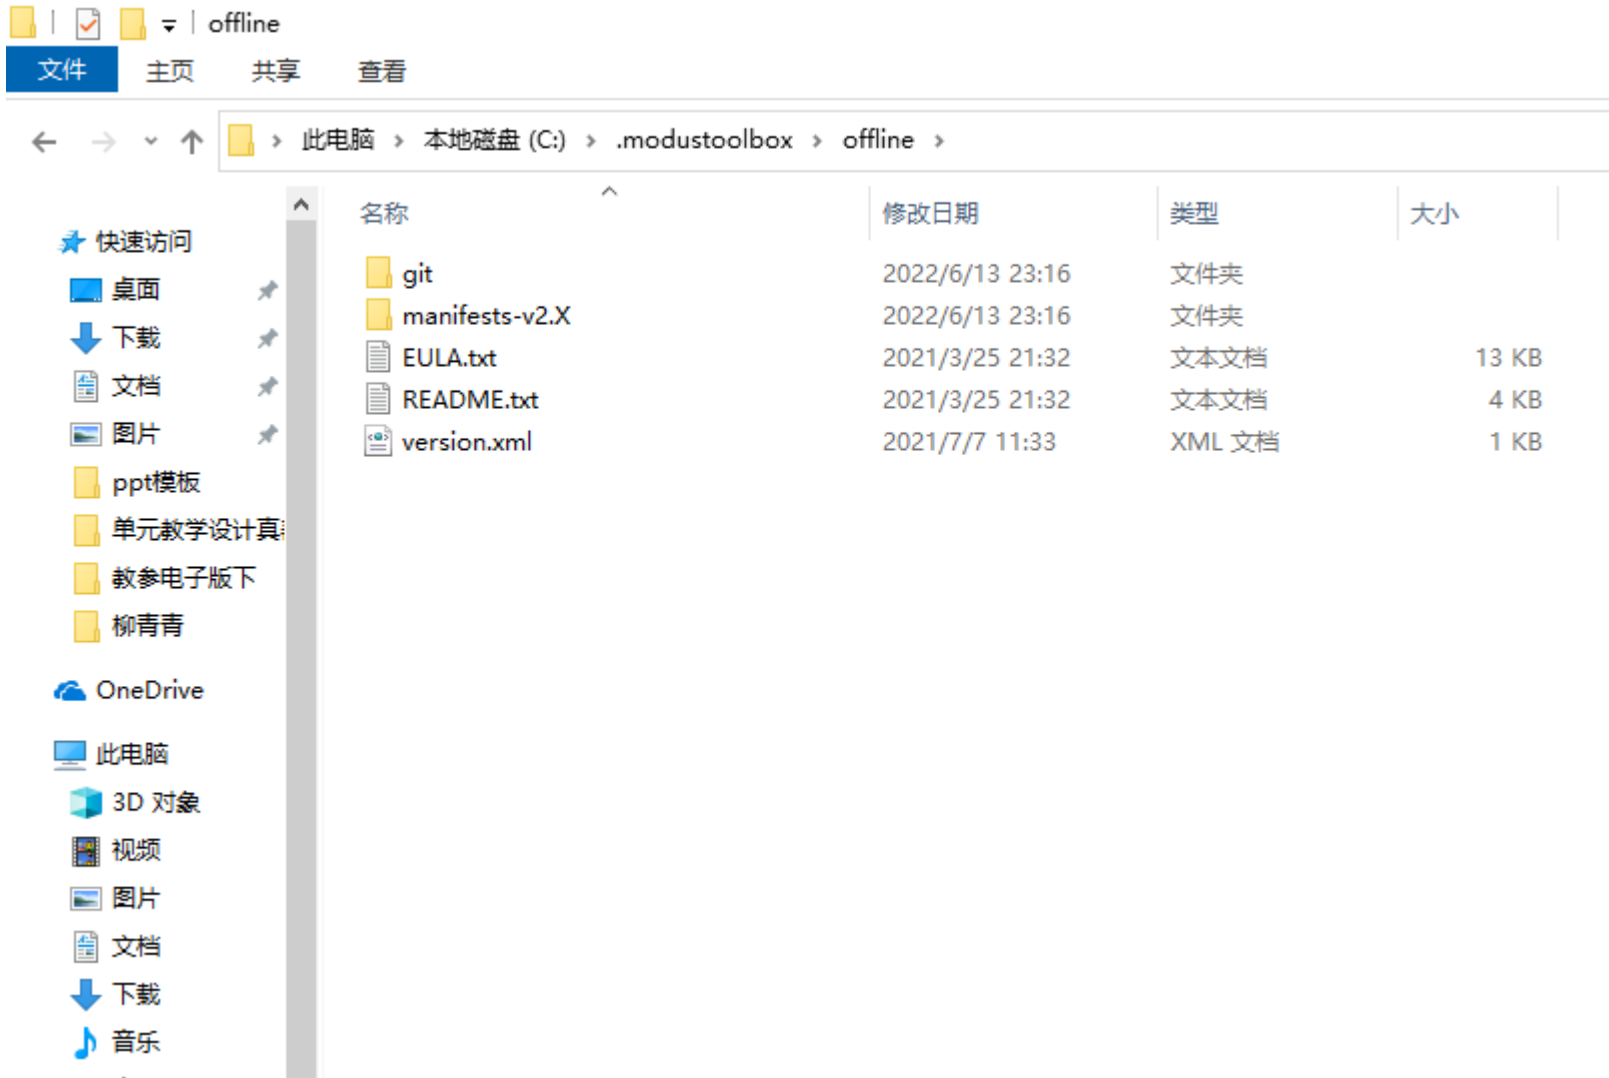 offline
文件 主页 共享 查看
此电脑 本地磁盘 (C:) .modustoolbox offline
名称 修改日期 类型 大小
快速访问
桌面
下载
文档
图片
ppt模板
单元教学设计真
教参电子版下
柳青青
OneDrive
此电脑
3D 对象
视频
图片
文档
下载
音乐
git 2022/6/13 23:16 文件夹
manifests-v2.X 2022/6/13 23:16 文件夹
EULA.txt 2021/3/25 21:32 文本文档 13 KB
README.txt 2021/3/25 21:32 文本文档 4 KB
version.xml 2021/7/7 11:33 XML 文档 1 KB